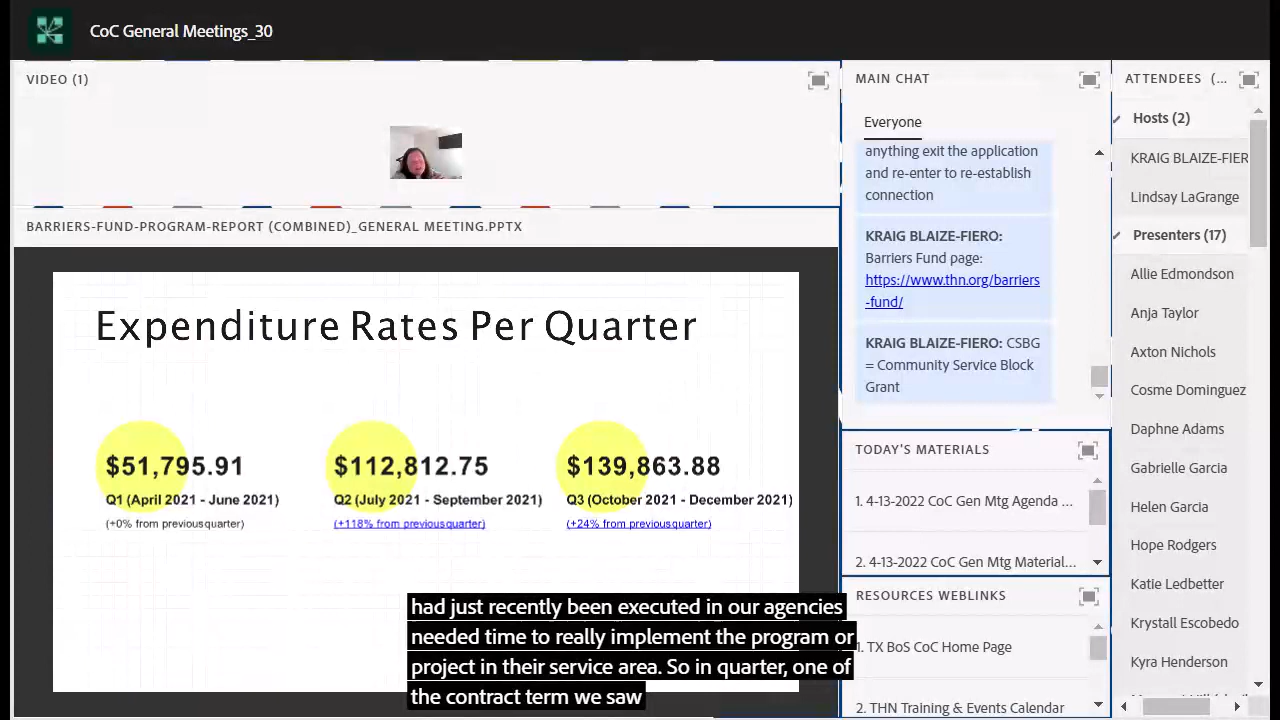 CoC General Meetings_30
VIDEO (1)
BARRIERS-FUND-PROGRAM-REPORT (COMBINED)_GENERAL MEETING.PPTX
Expenditure Rates Per Quarter
$51,795.91
Q1 (April 2021 - June 2021)
(+0% from previousquarter)
$112,812.75
Q2 (July 2021 - September 2021)
(+118% from previousquarter)
$139,863.88
Q3 (October 2021 - December 2021)
(+24% from previousquarter)
had just recently been executed in our agencies
needed time to really implement the program or
project in their service area. So in quarter, one of
the contract term we saw
MAIN CHAT
Everyone
anything exit the application
and re-enter to re-establish
connection
KRAIG BLAIZE-FIERO:
Barriers Fund page:
https://www.thn.org/barriers
-fund/
KRAIG BLAIZE-FIERO: CSBG
= Community Service Block
Grant
TODAY'S MATERIALS
1. 4-13-2022 CoC Gen Mtg Agenda ...
2. 4-13-2022 CoC Gen Mtg Material...
RESOURCES WEBLINKS
1. TX BoS CoC Home Page
2. THN Training & Events Calendar
ATTENDEES (...
Hosts (2)
KRAIG BLAIZE-FIER
Lindsay LaGrange
Presenters (17)
Allie Edmondson
Anja Taylor
Axton Nichols
Cosme Dominguez
Daphne Adams
Gabrielle Garcia
Helen Garcia
Hope Rodgers
Katie Ledbetter
Krystall Escobedo
Kyra Henderson